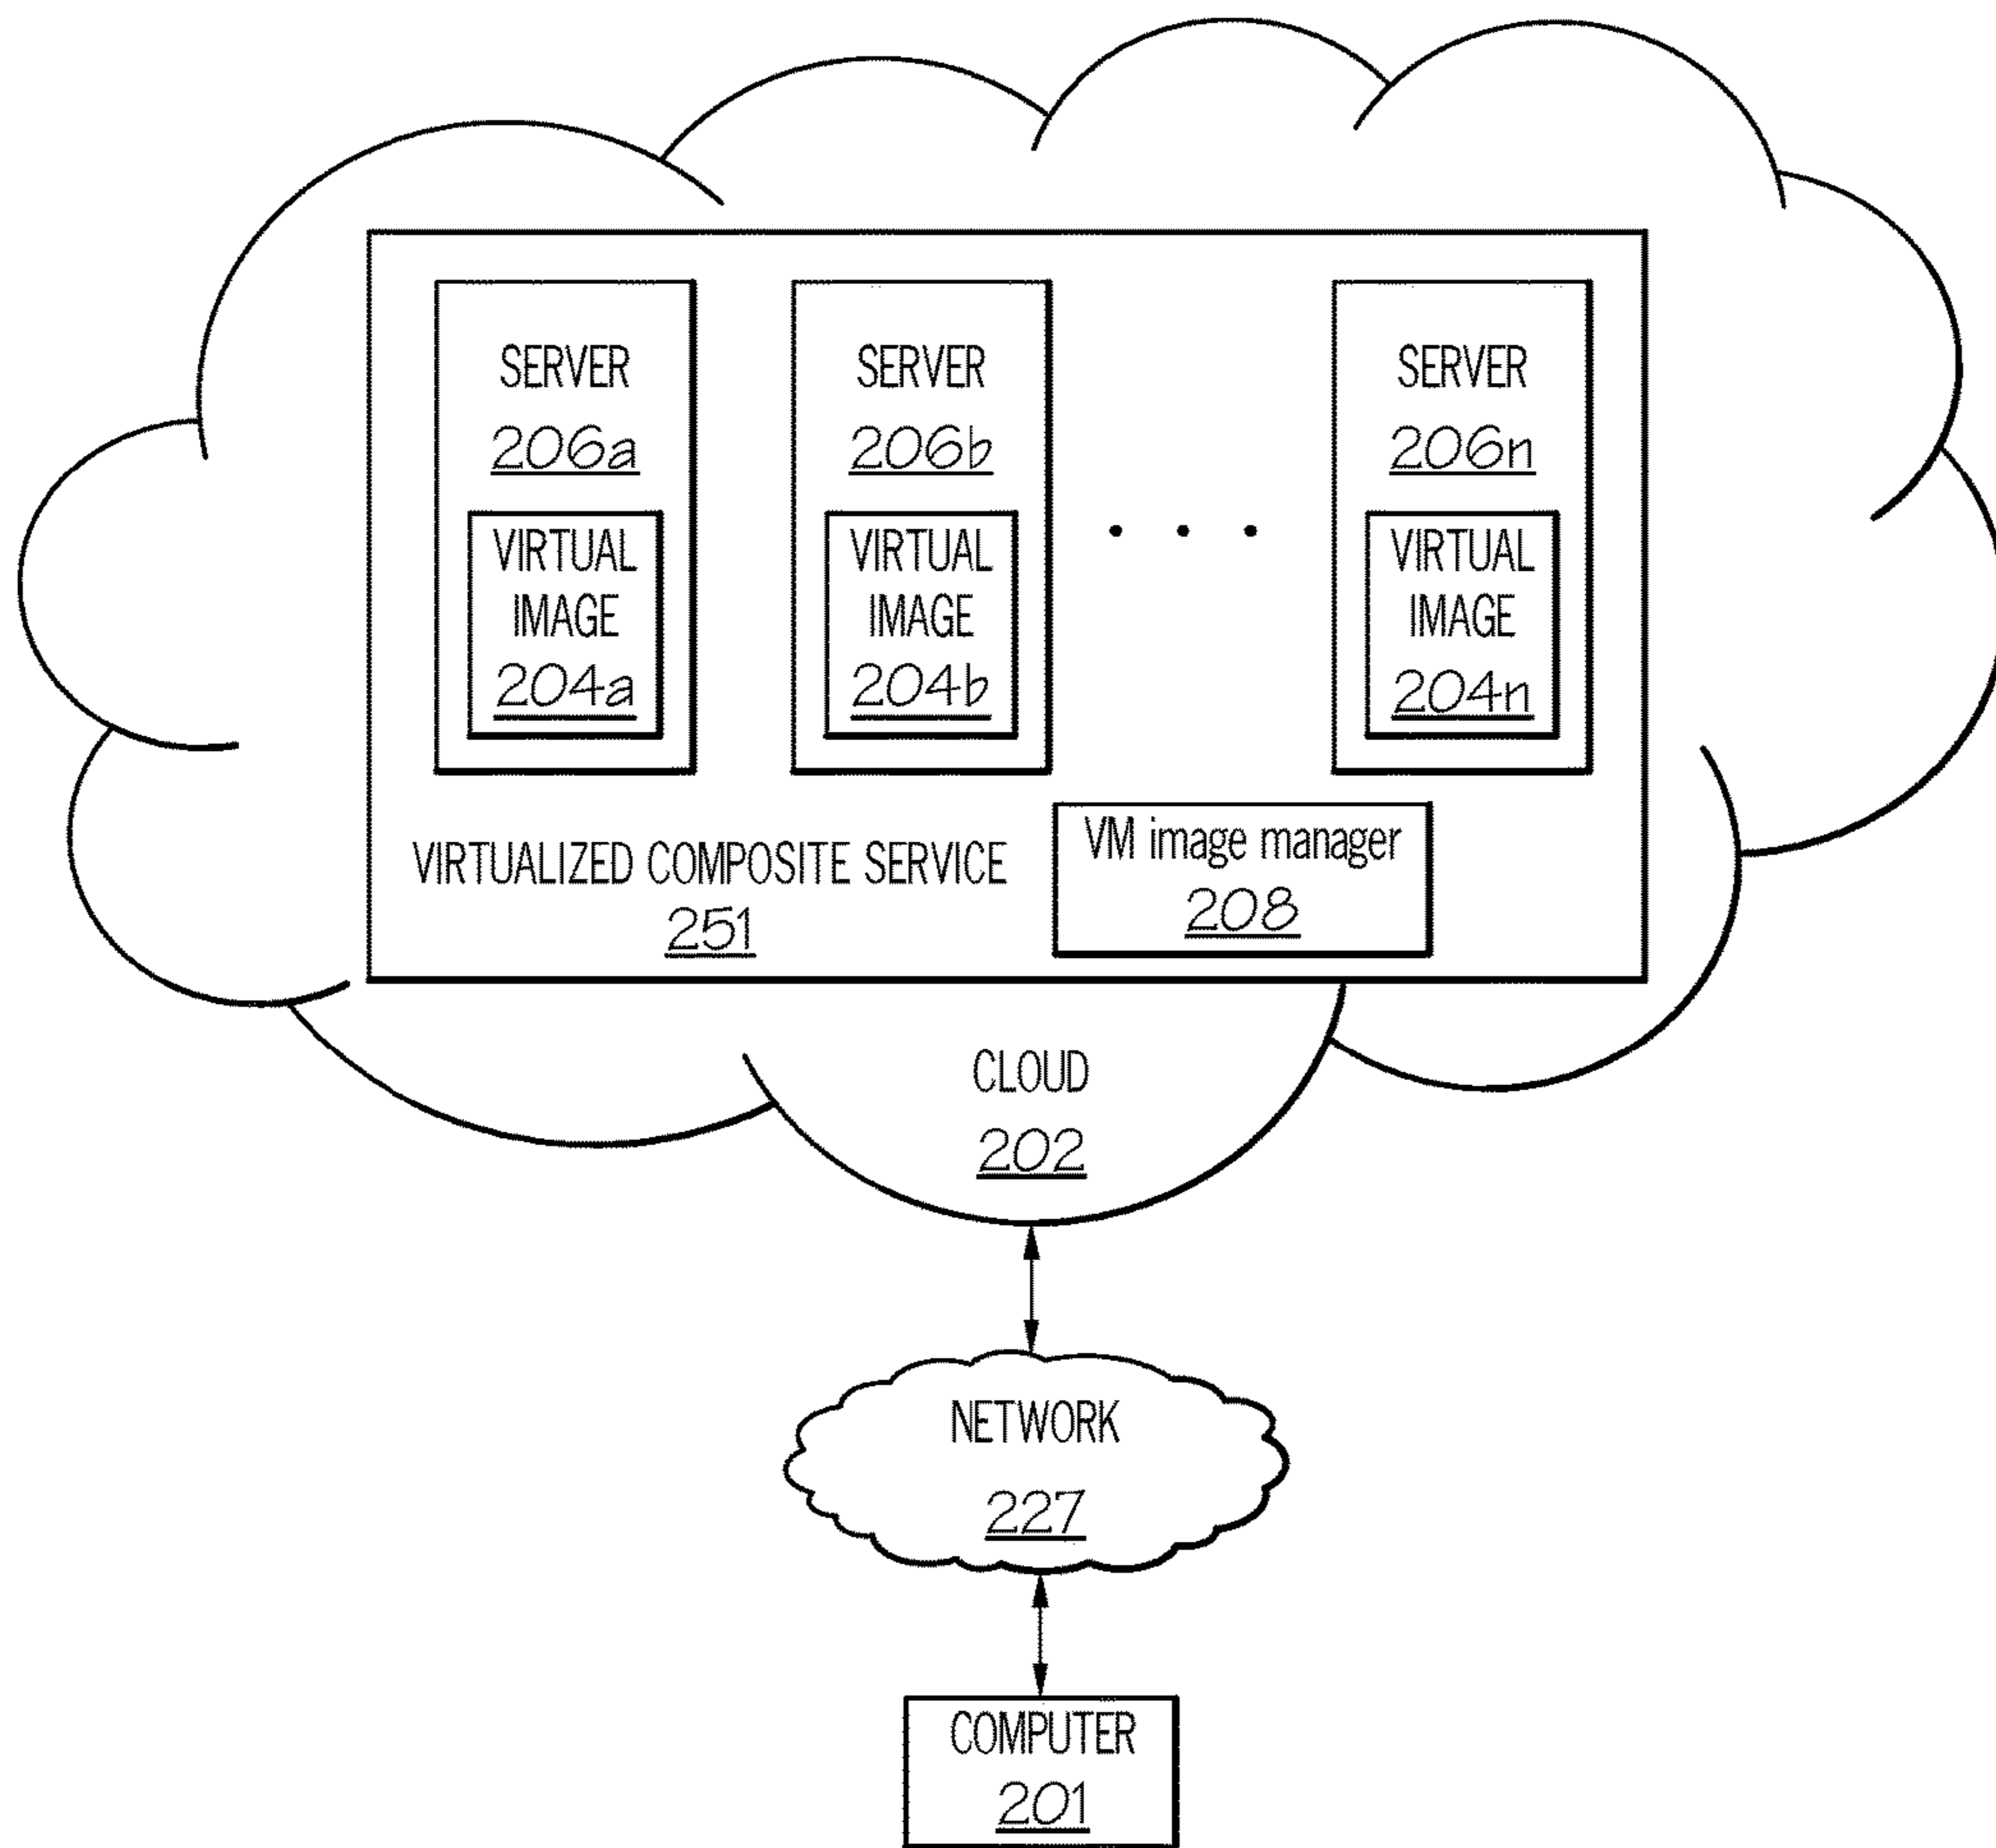 SERVER
206a
VIRTUAL
IMAGE
204a
SERVER
206b
VIRTUAL
IMAGE
204b
. . .
SERVER
206n
VIRTUAL
IMAGE
204n
VIRTUALIZED COMPOSITE SERVICE
251
VM image manager
208
CLOUD
202
NETWORK
227
COMPUTER
201